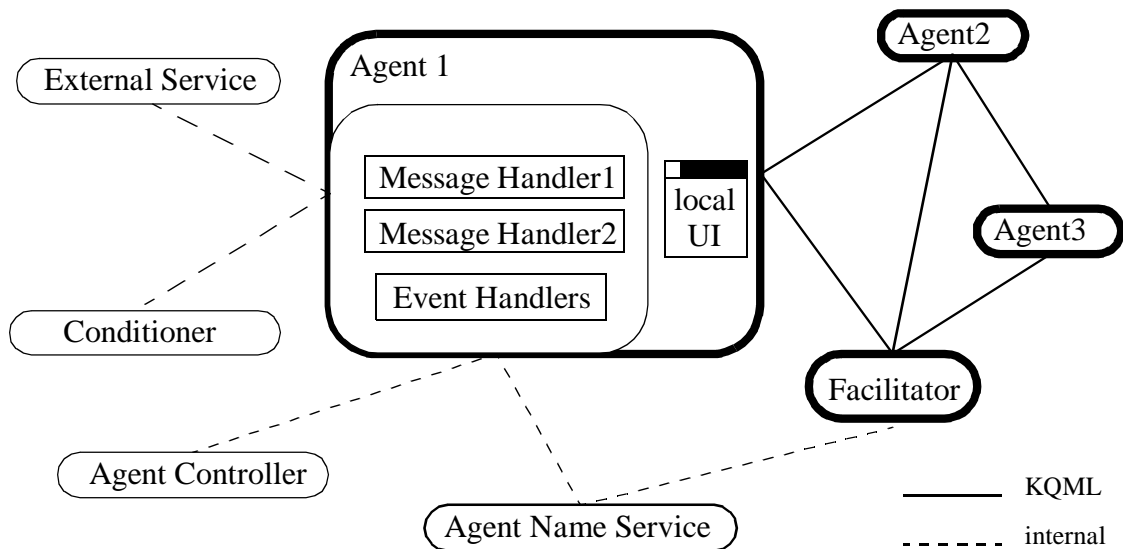 Agent2
Agent 1
External Service
Message Handler1
local
UI
Message Handler2
Agent3
Event Handlers
Conditioner
Facilitator
Agent Controller
KQML
Agent Name Service
internal